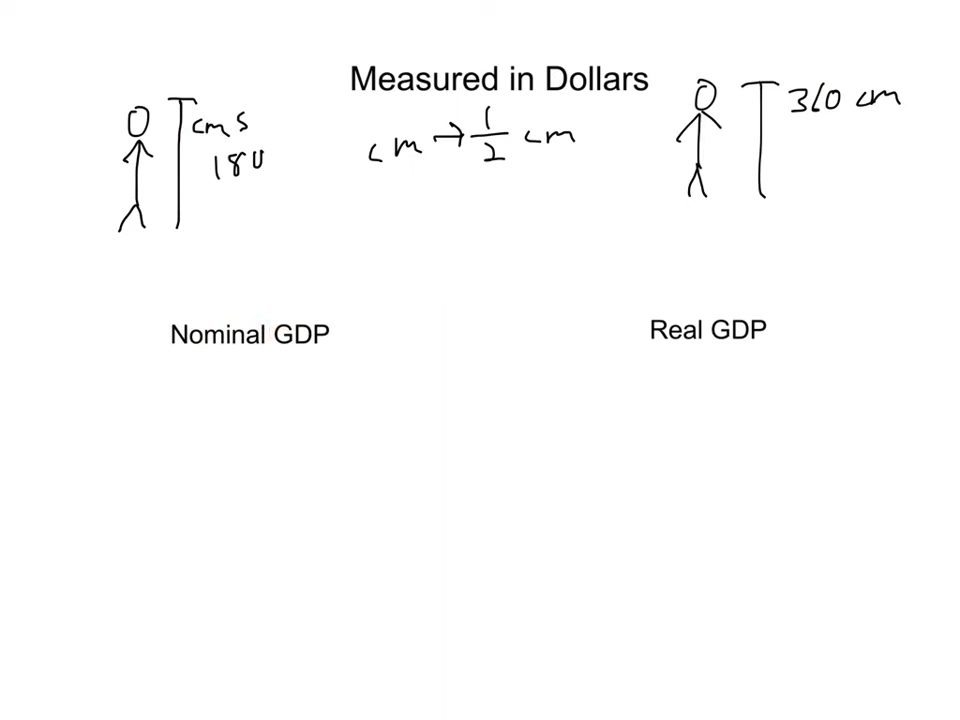 Measured in Dollars
cms
180
cm → 1/2 cm
360 cm
Nominal GDP
Real GDP